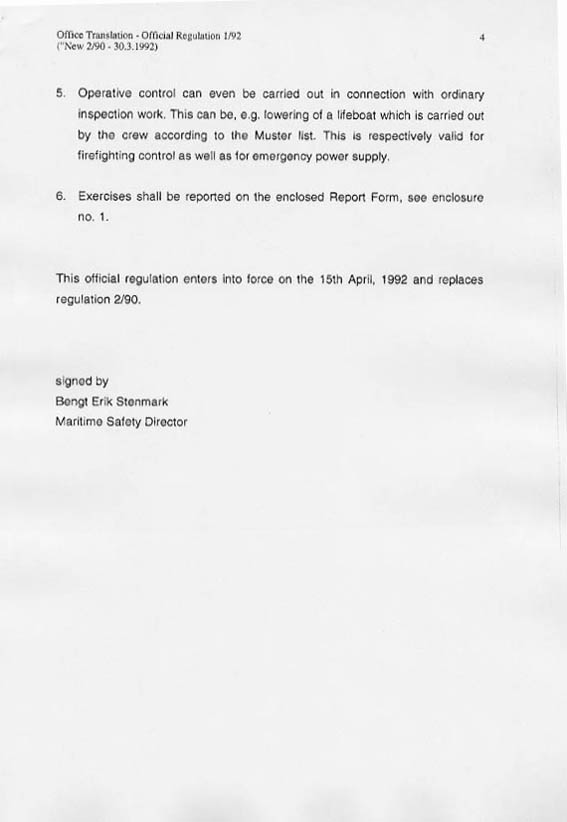 Office Translation - Official Regulation 1/92
("New 2/90 - 30.3.1992)
4
5. Operative control can even be carried out in connection with ordinary
inspection work. This can be, e.g. lowering of a lifeboat which is carried out
by the crew according to the Muster list. This is respectively valid for
firefighting control as well as for emergency power supply.
6. Exercises shall be reported on the enclosed Report Form, see enclosure
no. 1.
This official regulation enters into force on the 15th April, 1992 and replaces
regulation 2/90.
signed by
Bengt Erik Stenmark
Maritime Safety Director